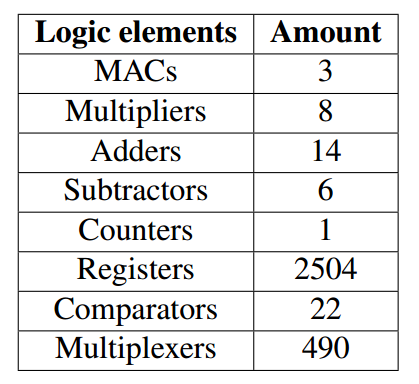 Logic elements Amount
MACs 3
Multipliers 8
Adders 14
Subtractors 6
Counters 1
Registers 2504
Comparators 22
Multiplexers 490